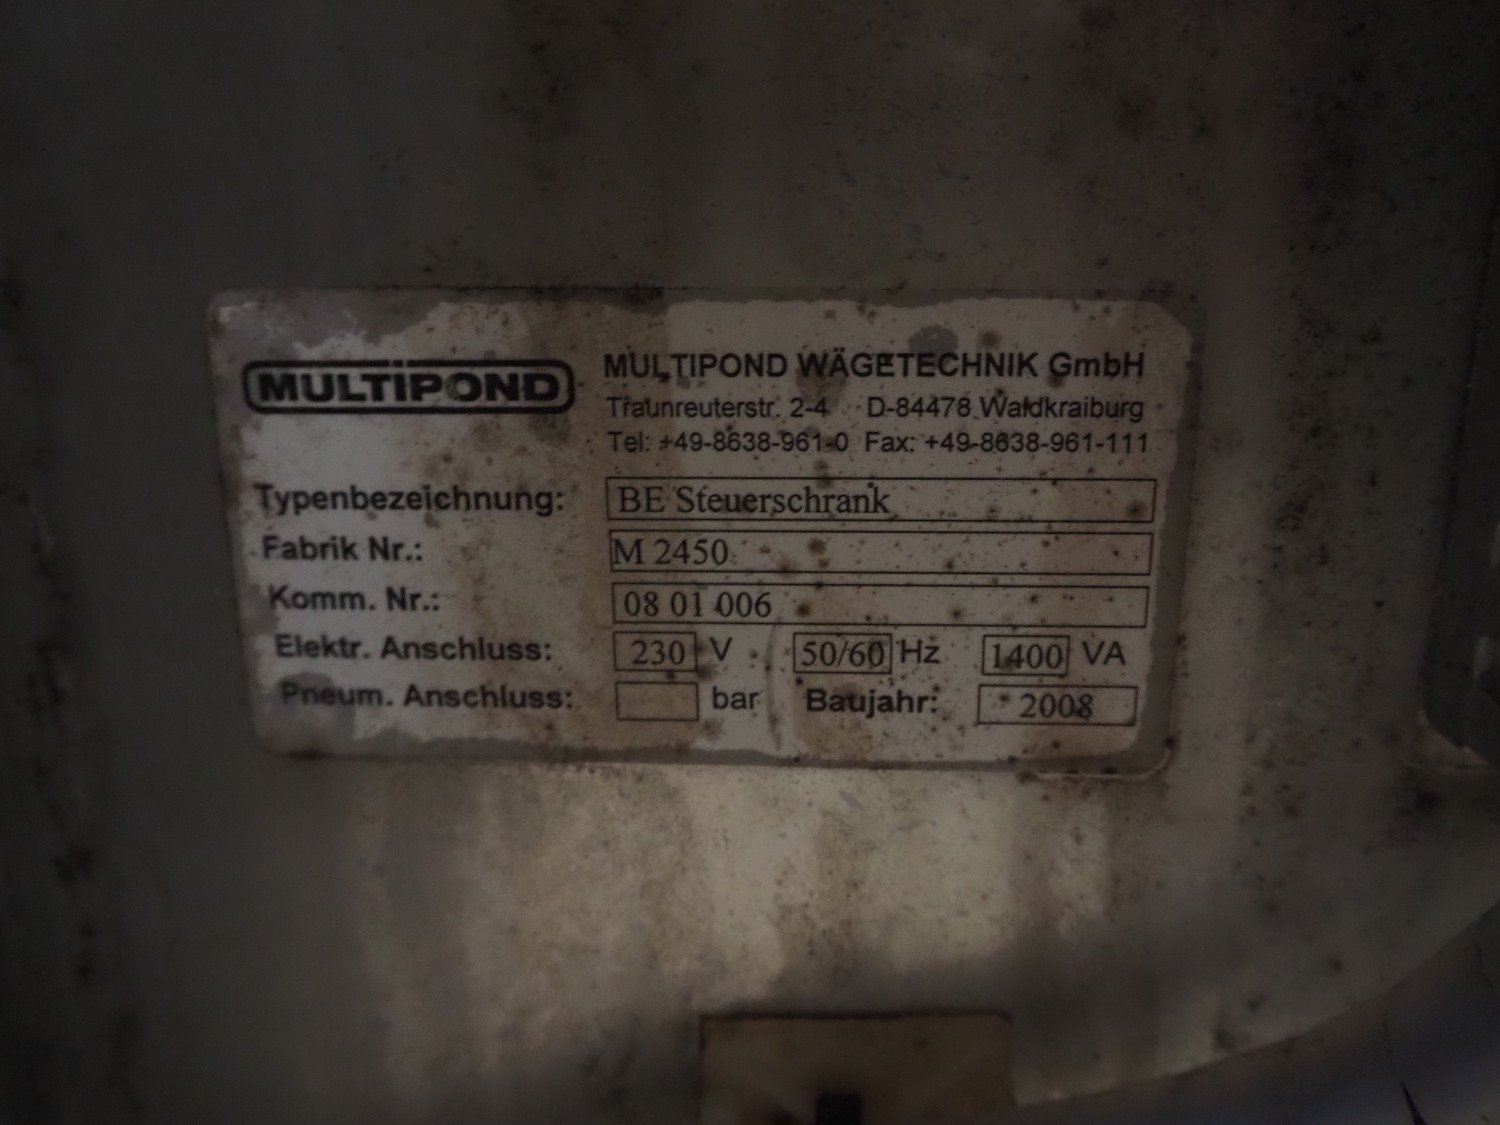 MULTIPOND
MULTIPOND WÄGETECHNIK GmbH
Traunreuterstr. 2-4 D-84478 Waldkraiburg
Tel: +49-8638-961-0 Fax: +49-8638-961-111
Typenbezeichnung: BE Steuerschrank
Fabrik Nr.: M 2450
Komm. Nr.: 08 01 006
Elektr. Anschluss: 230 V 50/60 Hz 1400 VA
Pneum. Anschluss: bar Baujahr: 2008